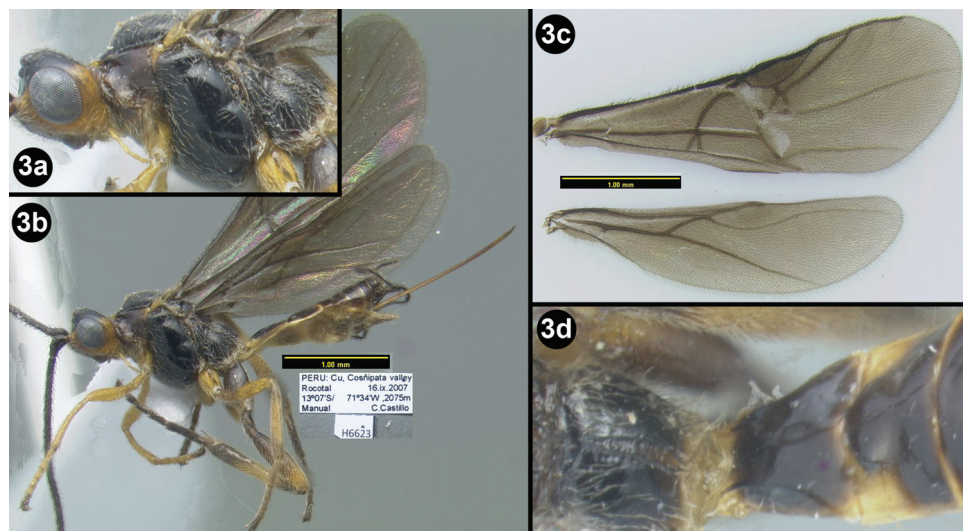 3a
3b
1.00 mm
PERU: Cu, Cosñipata valley
Rocotal 16.ix.2007
13°07'S/ 71°34'W ,2075m
Manual C.Castillo
H6623
3c
1.00 mm
3d